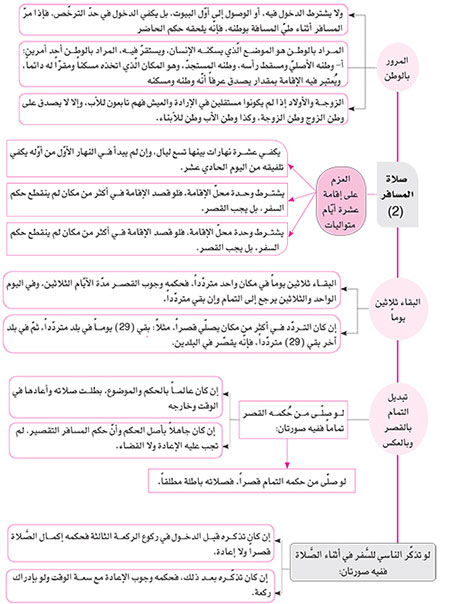 ولا يشترط الدخول فيه، أو الوصول إلى أوّل البيوت، بل يكفي الدخول في حدّ الترخّص، فإذا مرّ
المسافر أثناء طيّ المسافة بوطنه، فإنّه يلحقه حكم الحاضر
المرور
بالوطن
المراد بالوطن هو الموضع الذي يسكنه الإنسان، ويستقرّ فيه، المراد بالوطن أحد أمرين:
أ- وطنه الأصليّ ومسقط رأسه، ب- وطنه المستجدّ، وهو المكان الذي اتخذه مسكناً ومقرّاً له دائماً،
ويُعتبر فيه الإقامة بمقدار يصدق عرفاً أنّه وطنه ومسكنه
الزوجة والأولاد إذا لم يكونوا مستقلين في الإرادة والعيش فهم تابعون للأب، وإلا لا يصدق على
وطن الزوج وطن الزوجة، وكذا وطن الأب وطن للأبناء.
صلاة
المسافر
(2)
العزم
على إقامة
عشرة أيّام
متواليات
يكفي عشرة نهارات بينها تسع ليال، وإن لم يبدأ في النهار الأوّل من أوّله يكفي
تلفيقه من اليوم الحادي عشر.
يشترط وحدة محلّ الإقامة، فلو قصد الإقامة في أكثر من مكان لم ينقطع حكم
السفر، بل يجب القصر.
يشترط وحدة محلّ الإقامة، فلو قصد الإقامة في أكثر من مكان لم ينقطع حكم
السفر، بل يجب القصر.
البقاء ثلاثين
يوماً
البقاء ثلاثين يوماً في مكان واحد متردداً، فحكمه وجوب القصر مدّة الأيّام الثلاثين، وفي اليوم
الواحد والثلاثين يرجع إلى التمام وإن بقي متردّداً.
إن كان التردّد في أكثر من مكان يصلّي قصراً، مثلاً: بقي (29) يوماً في بلد متردداً، ثمّ في بلد
آخر بقي (29) متردداً، فإنّه يقصّر في البلدين.
تبديل
التمام
بالقصر
وبالعكس
لو صلّى من حُكمه القصر
تماماً ففيه صورتان:
إن كان عالماً بالحكم والموضوع، بطلت صلاته وأعادها في
الوقت وخارجه
إن كان جاهلاً بأصل الحكم وأنّ حكم المسافر التقصير، لم
تجب عليه الإعادة ولا القضاء.
لو صلّى من حكمه التمام قصراً، فصلاته باطلة مطلقاً.
لو تذكّر الناسي للسَّفر في أثناء الصَّلاة
ففيه صورتان:
إن كان تذكّره قبل الدخول في ركوع الركعة الثالثة فحكمه إكمال الصَّلاة
قصراً ولا إعادة.
إن كان تذكّره بعد ذلك، فحكمه وجوب الإعادة مع سعة الوقت ولو بإدراك
ركعة.